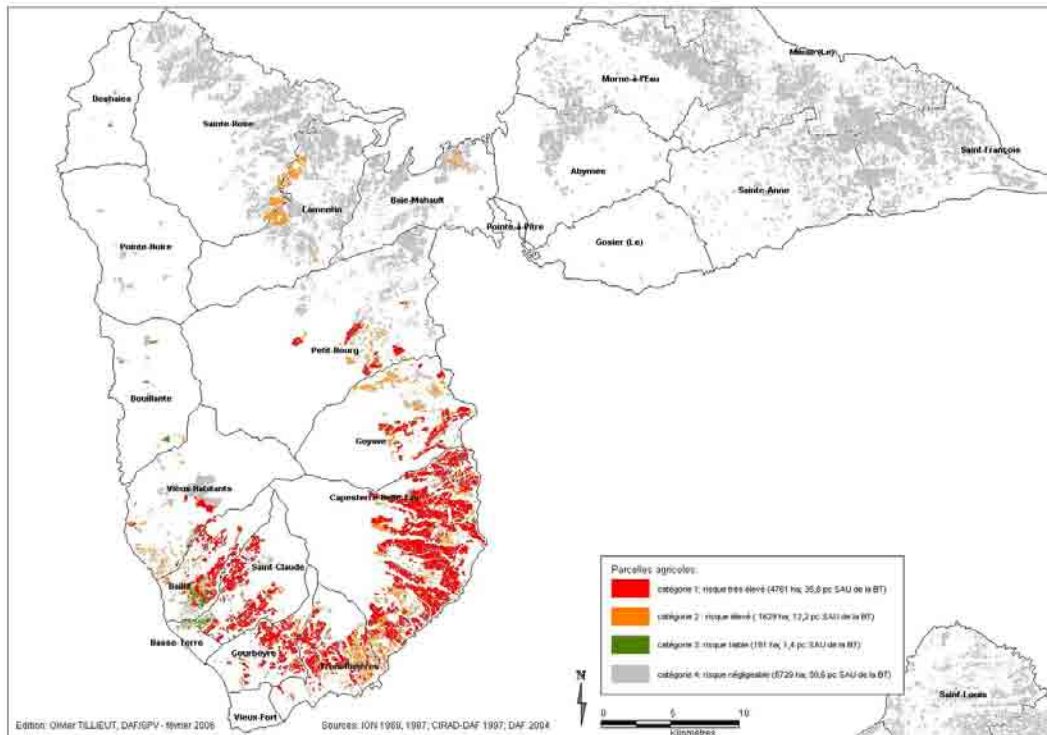 Deshaies
Sainte-Rose
Morne-à-l'Eau
Moule (Le)
Saint-François
Lamentin
Baie-Mahault
Abymes
Sainte-Anne
Pointe-à-Pitre
Gosier (Le)
Pointe-Noire
Petit-Bourg
Bouillante
Goyave
Vieux-Habitants
Capesterre-Belle-Eau
Saint-Claude
Baillif
Basse-Terre
Gourbeyre
Trois-Rivières
Vieux-Fort
Saint-Louis
Parcelles agricoles:
catégorie 1: risque très élevé (4761 ha; 35,8 pc SAU de la BT)
catégorie 2 : risque élevé ( 1629 ha; 12,2 pc SAU de la BT)
catégorie 3: risque faible (191 ha; 1,4 pc SAU de la BT)
catégorie 4: risque négligeable (6729 ha; 50,6 pc SAU de la BT)
N
0 5 10
Kilomètres
Edition: Olivier TILLIEUT, DAF/SPV - février 2006
Sources: IGN 1969, 1987; CIRAD-DAF 1997; DAF 2004